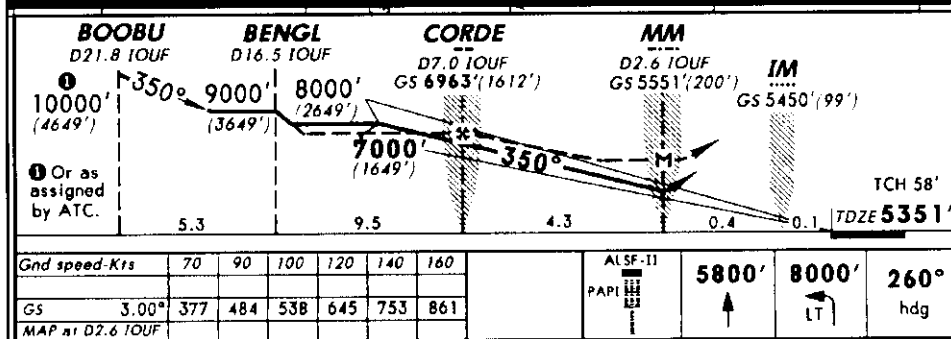 BOOBU BENGL CORDE MM
D21.8 IOUF D16.5 IOUF D7.0 IOUF D2.6 IOUF IM
GS 6963'(1612') GS 5551'(200') GS 5450'(99')
❶ 10000' (4649')
350°
9000' (3649')
8000' (2649')
7000' (1649')
350°
M
❶ Or as
assigned
by ATC.
TCH 58'
TDZE 5351'
5.3 9.5 4.3 0.4 0.1
Gnd speed-Kts 70 90 100 120 140 160
GS 3.00° 377 484 538 645 753 861
MAP at D2.6 IOUF
ALSF-II
PAPI
5800' 8000' LT 260° hdg